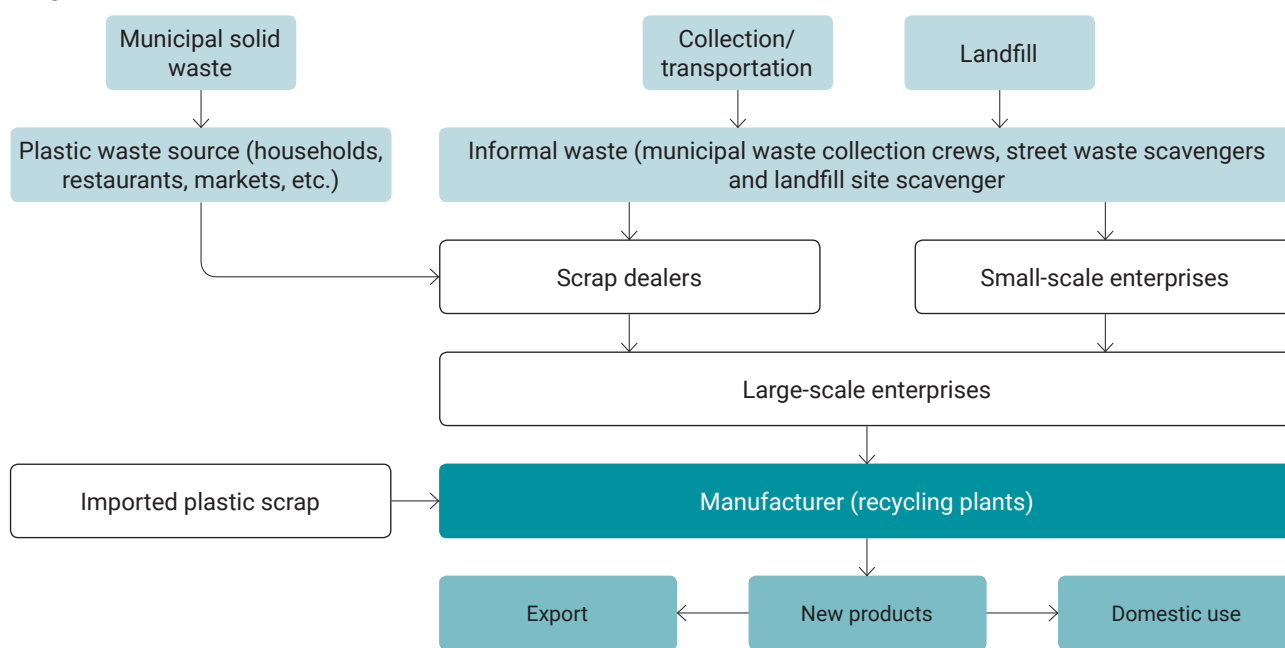 Municipal solid
waste
Collection/
transportation
Landfill
Plastic waste source (households,
restaurants, markets, etc.)
Informal waste (municipal waste collection crews, street waste scavengers
and landfill site scavenger
Scrap dealers
Small-scale enterprises
Large-scale enterprises
Imported plastic scrap
Manufacturer (recycling plants)
Export
New products
Domestic use